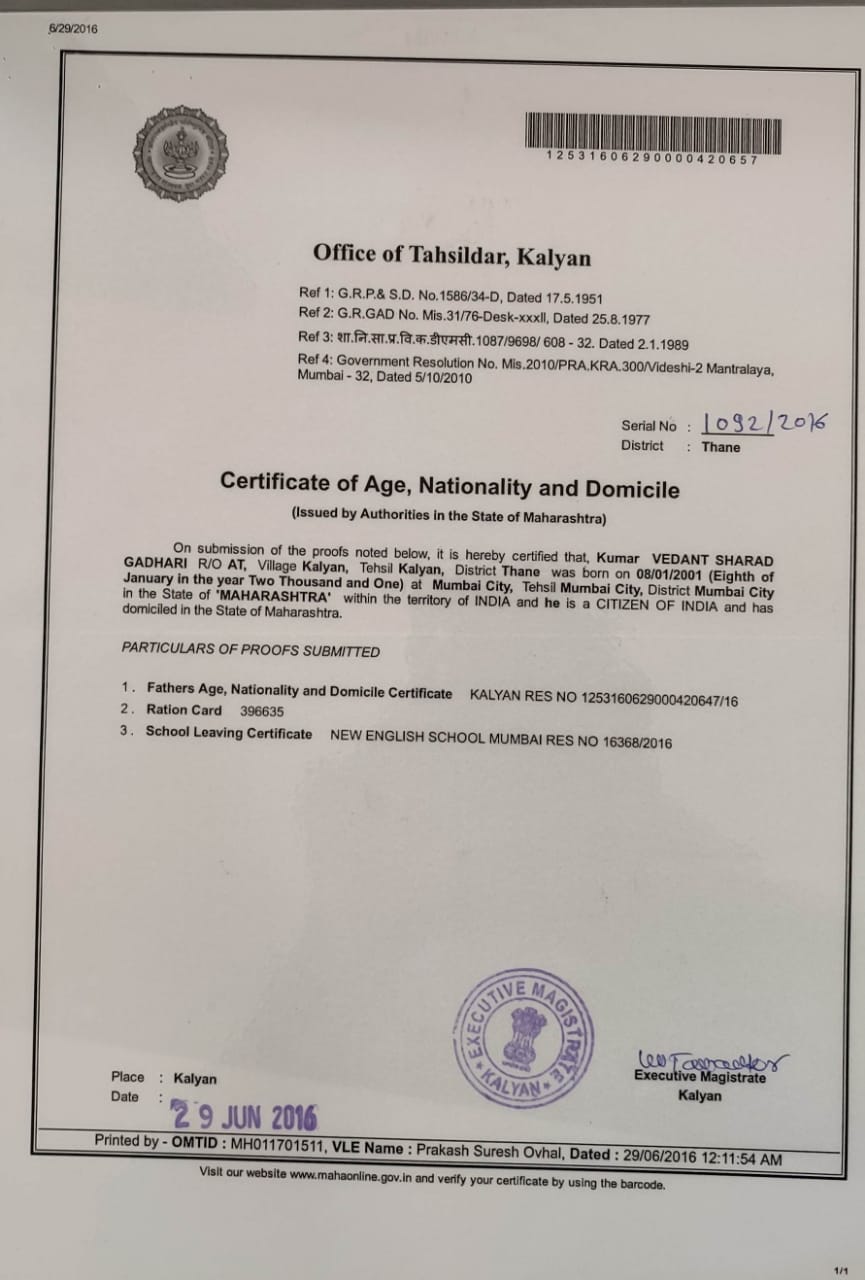 6/29/2016
12531606290000420657
Office of Tahsildar, Kalyan
Ref 1: G.R.P.& S.D. No.1586/34-D, Dated 17.5.1951
Ref 2: G.R.GAD No. Mis.31/76-Desk-xxxII, Dated 25.8.1977
Ref 3: शा.नि.सा.प्र.वि.क.डीएमसी.1087/9698/ 608 - 32. Dated 2.1.1989
Ref 4: Government Resolution No. Mis.2010/PRA.KRA.300/Videshi-2 Mantralaya,
Mumbai - 32, Dated 5/10/2010
Serial No : 1092/2016
District : Thane
Certificate of Age, Nationality and Domicile
(Issued by Authorities in the State of Maharashtra)
On submission of the proofs noted below, it is hereby certified that, Kumar VEDANT SHARAD
GADHARI R/O AT, Village Kalyan, Tehsil Kalyan, District Thane was born on 08/01/2001 (Eighth of
January in the year Two Thousand and One) at Mumbai City, Tehsil Mumbai City, District Mumbai City
in the State of 'MAHARASHTRA' within the territory of INDIA and he is a CITIZEN OF INDIA and has
domiciled in the State of Maharashtra.
PARTICULARS OF PROOFS SUBMITTED
1. Fathers Age, Nationality and Domicile Certificate KALYAN RES NO 1253160629000420647/16
2. Ration Card 396635
3. School Leaving Certificate NEW ENGLISH SCHOOL MUMBAI RES NO 16368/2016
EXECUTIVE MAGISTRATE
KALYAN
Executive Magistrate
Kalyan
Place : Kalyan
Date :
29 JUN 2016
Printed by - OMTID : MH011701511, VLE Name : Prakash Suresh Ovhal, Dated : 29/06/2016 12:11:54 AM
Visit our website www.mahaonline.gov.in and verify your certificate by using the barcode.
1/1